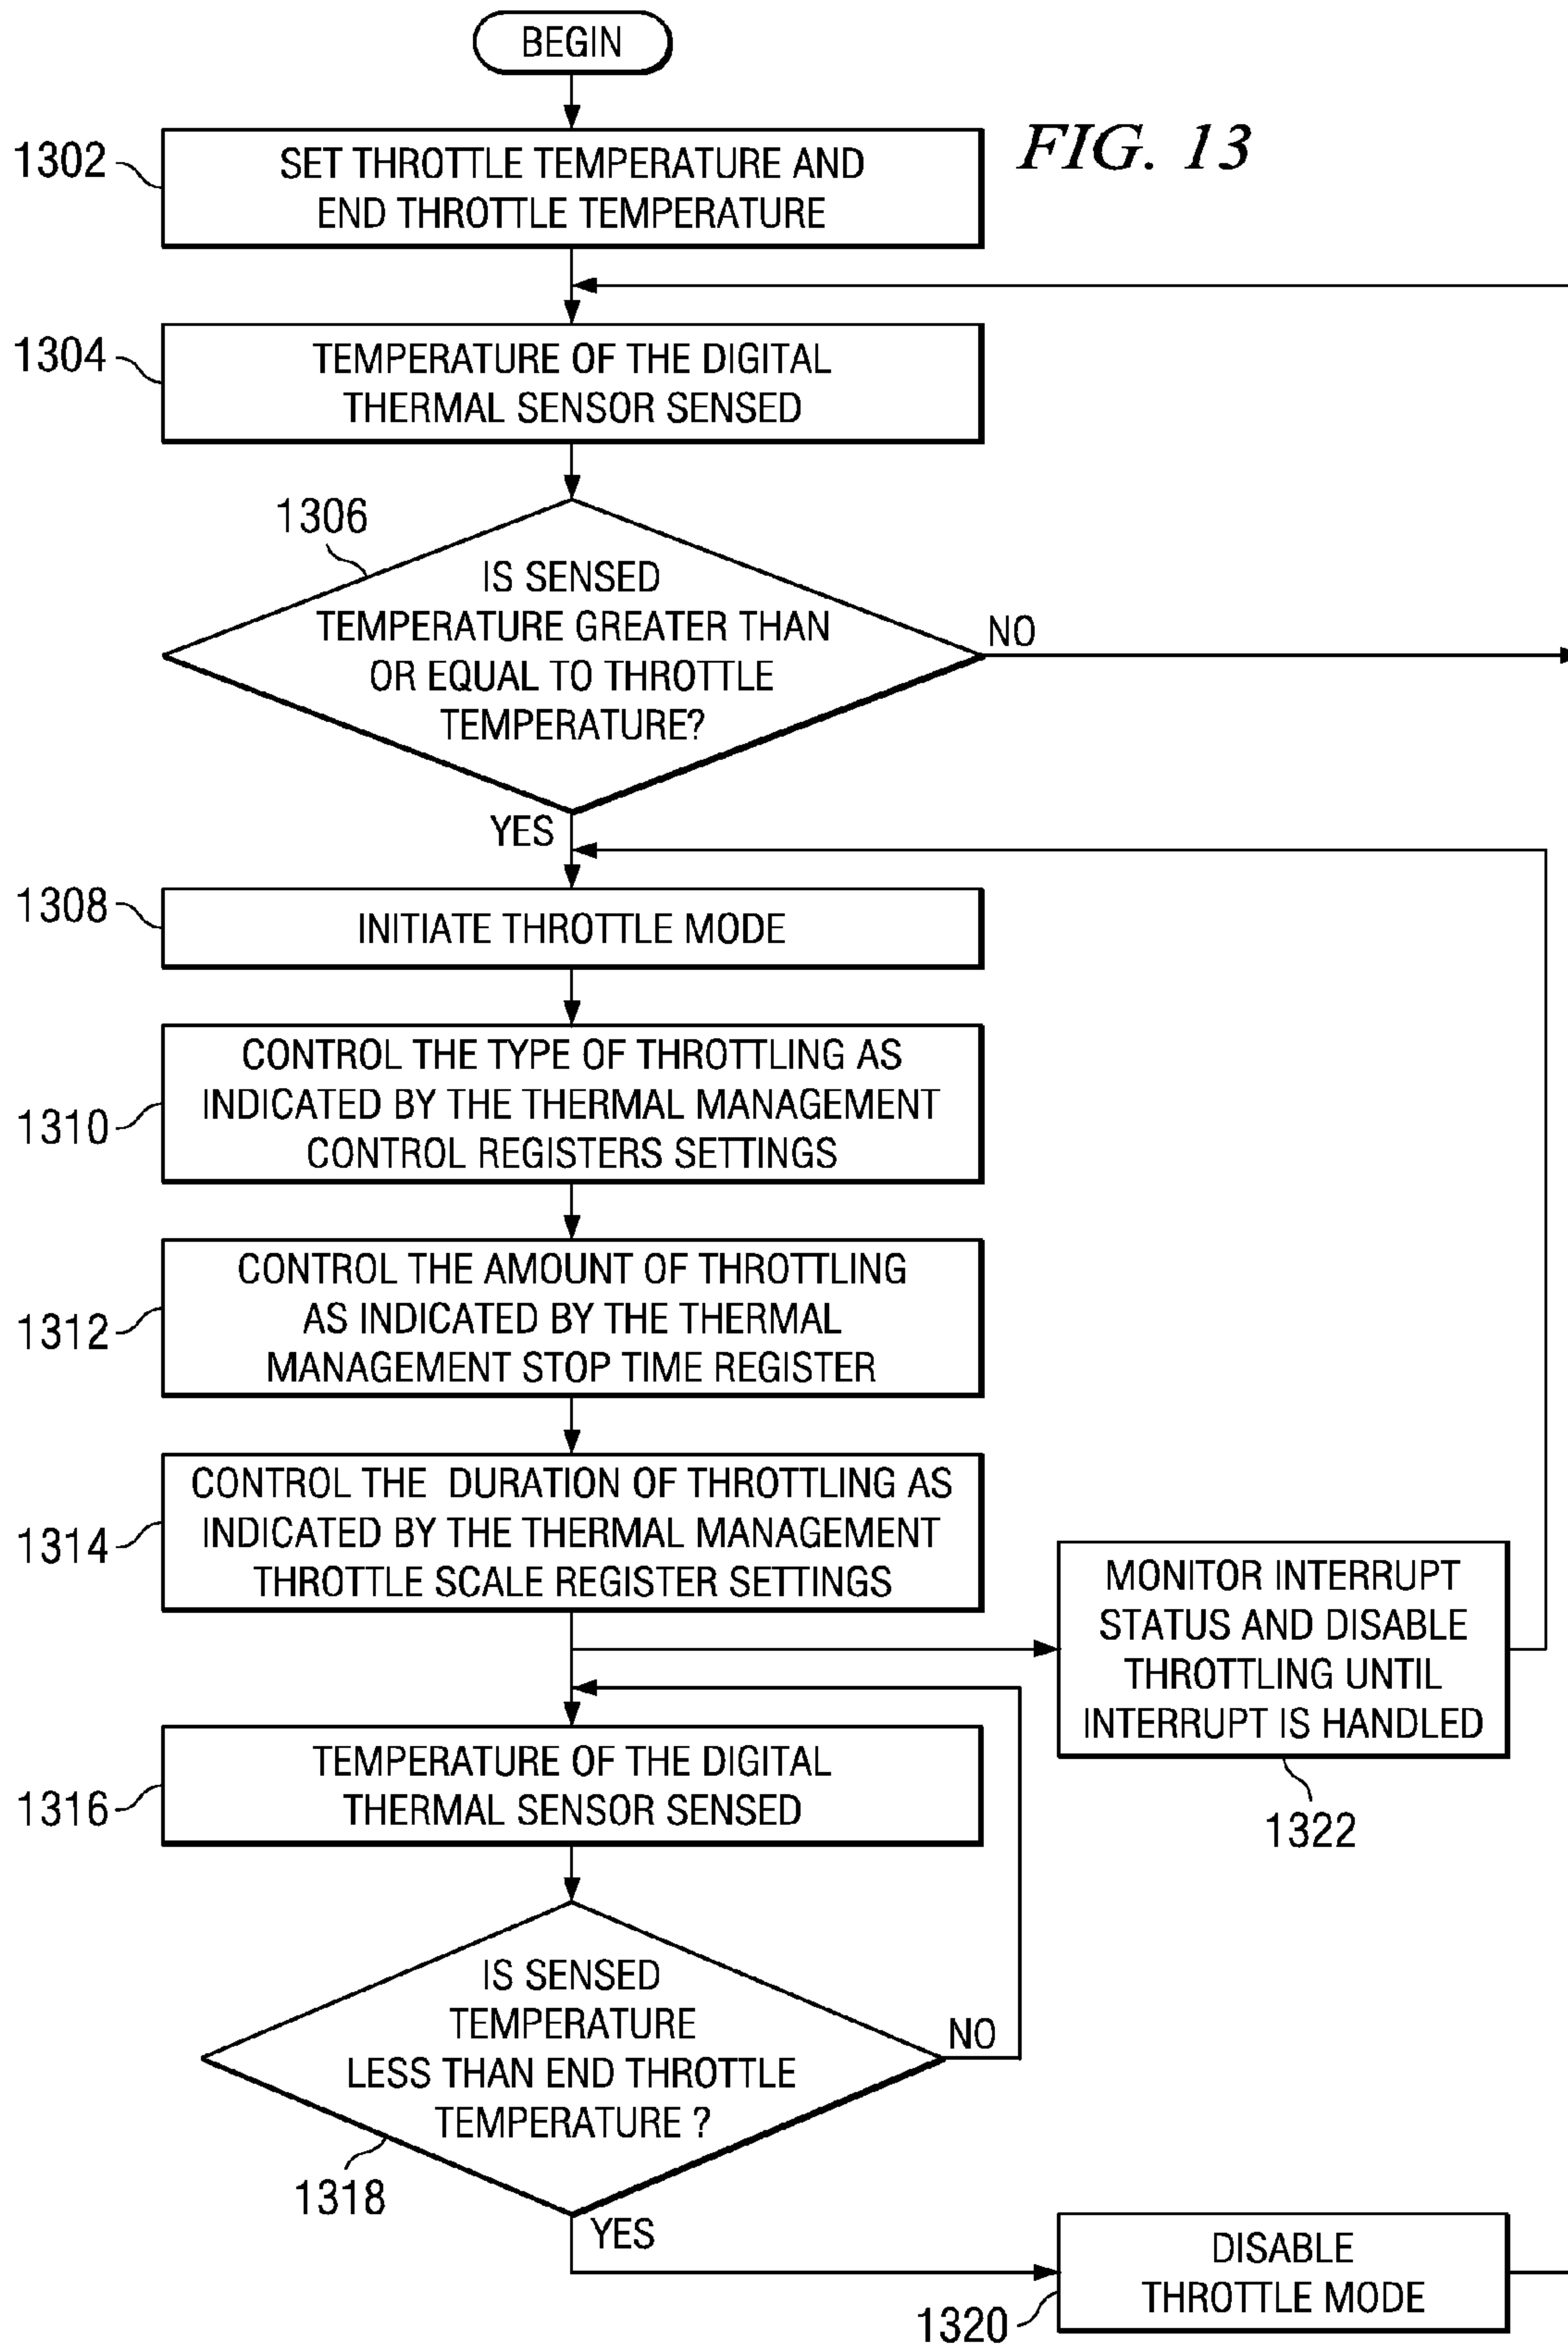 BEGIN
FIG. 13
1302
SET THROTTLE TEMPERATURE AND
END THROTTLE TEMPERATURE
1304
TEMPERATURE OF THE DIGITAL
THERMAL SENSOR SENSED
1306
IS SENSED
TEMPERATURE GREATER THAN
OR EQUAL TO THROTTLE
TEMPERATURE?
NO
YES
1308
INITIATE THROTTLE MODE
1310
CONTROL THE TYPE OF THROTTLING AS
INDICATED BY THE THERMAL MANAGEMENT
CONTROL REGISTERS SETTINGS
1312
CONTROL THE AMOUNT OF THROTTLING
AS INDICATED BY THE THERMAL
MANAGEMENT STOP TIME REGISTER
1314
CONTROL THE DURATION OF THROTTLING AS
INDICATED BY THE THERMAL MANAGEMENT
THROTTLE SCALE REGISTER SETTINGS
MONITOR INTERRUPT
STATUS AND DISABLE
THROTTLING UNTIL
INTERRUPT IS HANDLED
1322
1316
TEMPERATURE OF THE DIGITAL
THERMAL SENSOR SENSED
IS SENSED
TEMPERATURE
LESS THAN END THROTTLE
TEMPERATURE ?
NO
1318
YES
DISABLE
THROTTLE MODE
1320